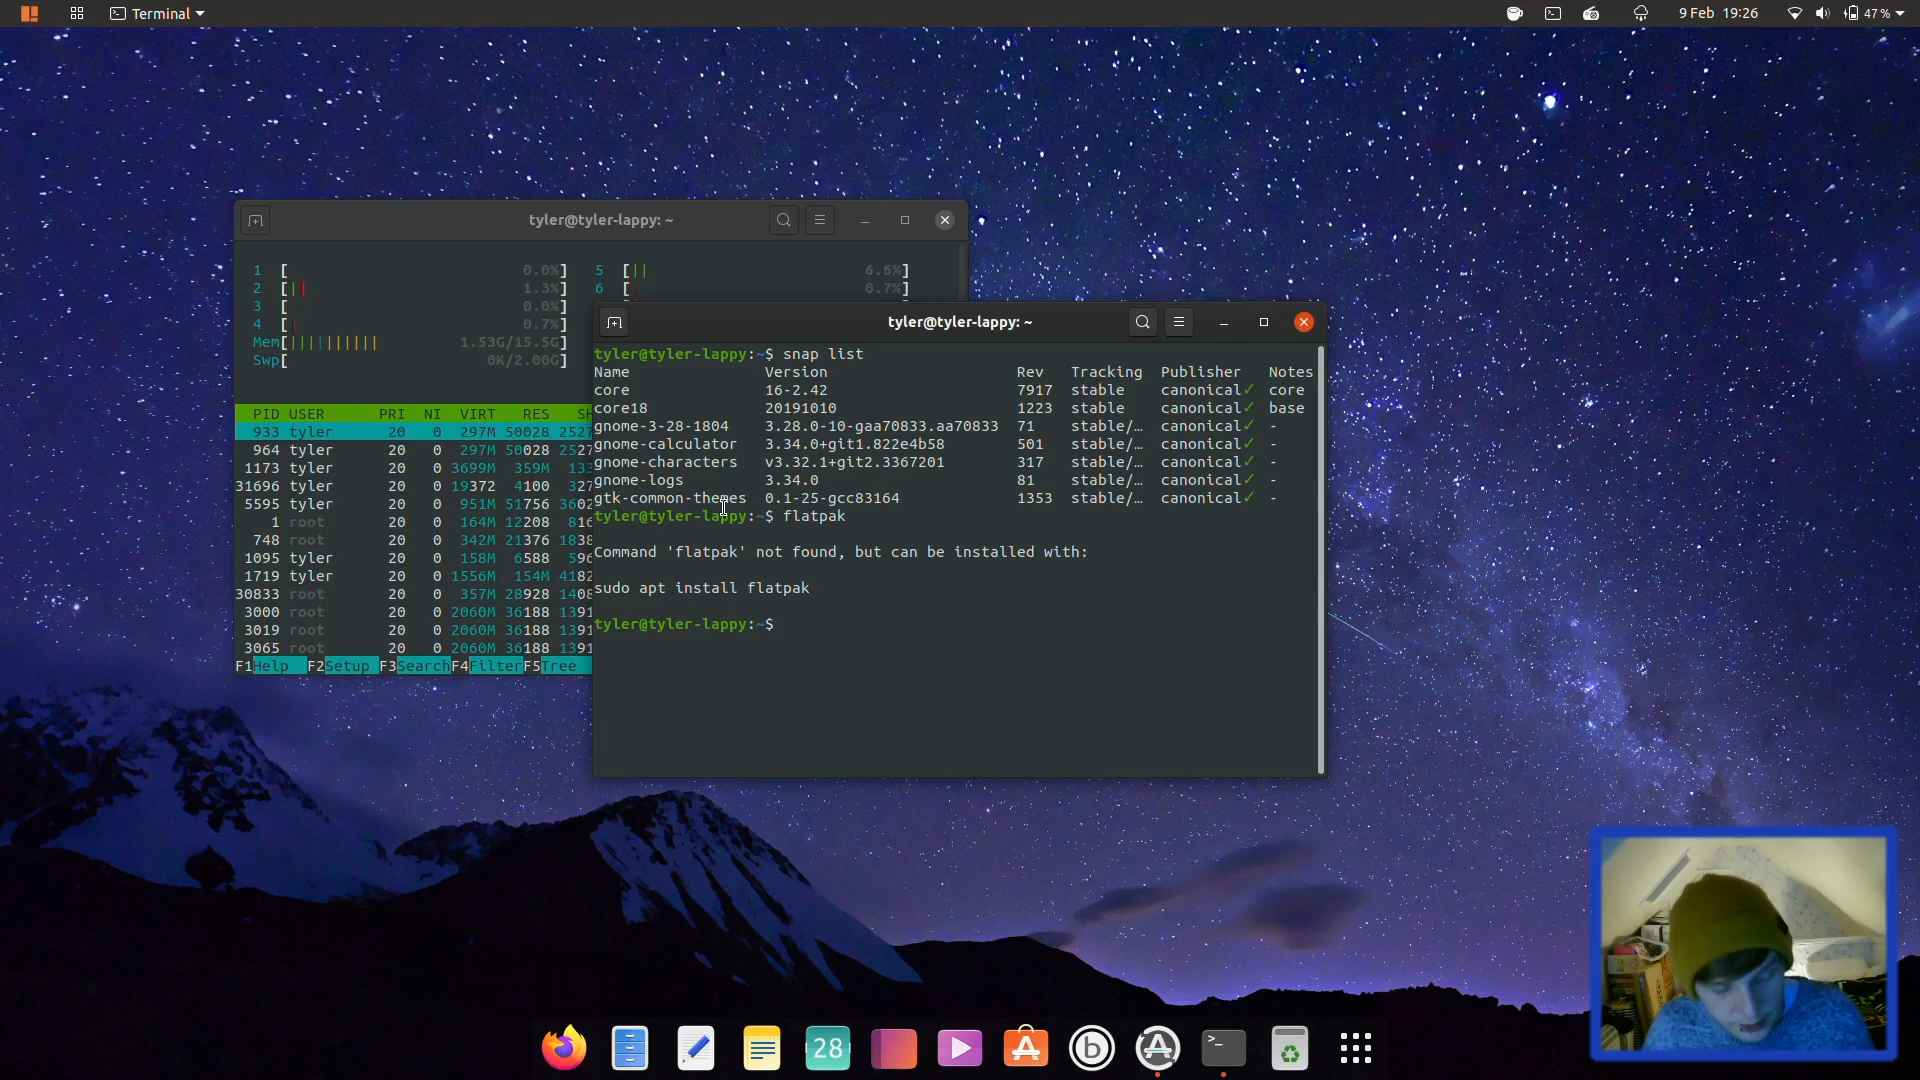 Terminal
9 Feb 19:26
47 %
tyler@tyler-lappy: ~
1 [ 0.0%] 5 [|| 6.6%]
2 [|| 1.3%] 6 [ 0.7%]
3 [ 0.0%]
4 [ 0.7%]
Mem[|||||||||| 1.53G/15.5G]
Swp[ 0K/2.00G]
PID USER PRI NI VIRT RES
933 tyler 20 0 297M 50028
964 tyler 20 0 297M 50028
1173 tyler 20 0 3699M 359M
31696 tyler 20 0 19372 4100
5595 tyler 20 0 951M 51756
1 root 20 0 164M 12208
748 root 20 0 342M 21376
1095 tyler 20 0 158M 6588
1719 tyler 20 0 1556M 154M
30833 root 20 0 357M 28928
3000 root 20 0 2060M 36188
3019 root 20 0 2060M 36188
3065 root 20 0 2060M 36188
F1Help F2Setup F3SearchF4FilterF5Tree
tyler@tyler-lappy: ~
tyler@tyler-lappy:~$ snap list
Name Version Rev Tracking Publisher Notes
core 16-2.42 7917 stable canonical✓ core
core18 20191010 1223 stable canonical✓ base
gnome-3-28-1804 3.28.0-10-gaa70833.aa70833 71 stable/… canonical✓ -
gnome-calculator 3.34.0+git1.822e4b58 501 stable/… canonical✓ -
gnome-characters v3.32.1+git2.3367201 317 stable/… canonical✓ -
gnome-logs 3.34.0 81 stable/… canonical✓ -
gtk-common-themes 0.1-25-gcc83164 1353 stable/… canonical✓ -
tyler@tyler-lappy:~$ flatpak
Command 'flatpak' not found, but can be installed with:
sudo apt install flatpak
tyler@tyler-lappy:~$
28
b